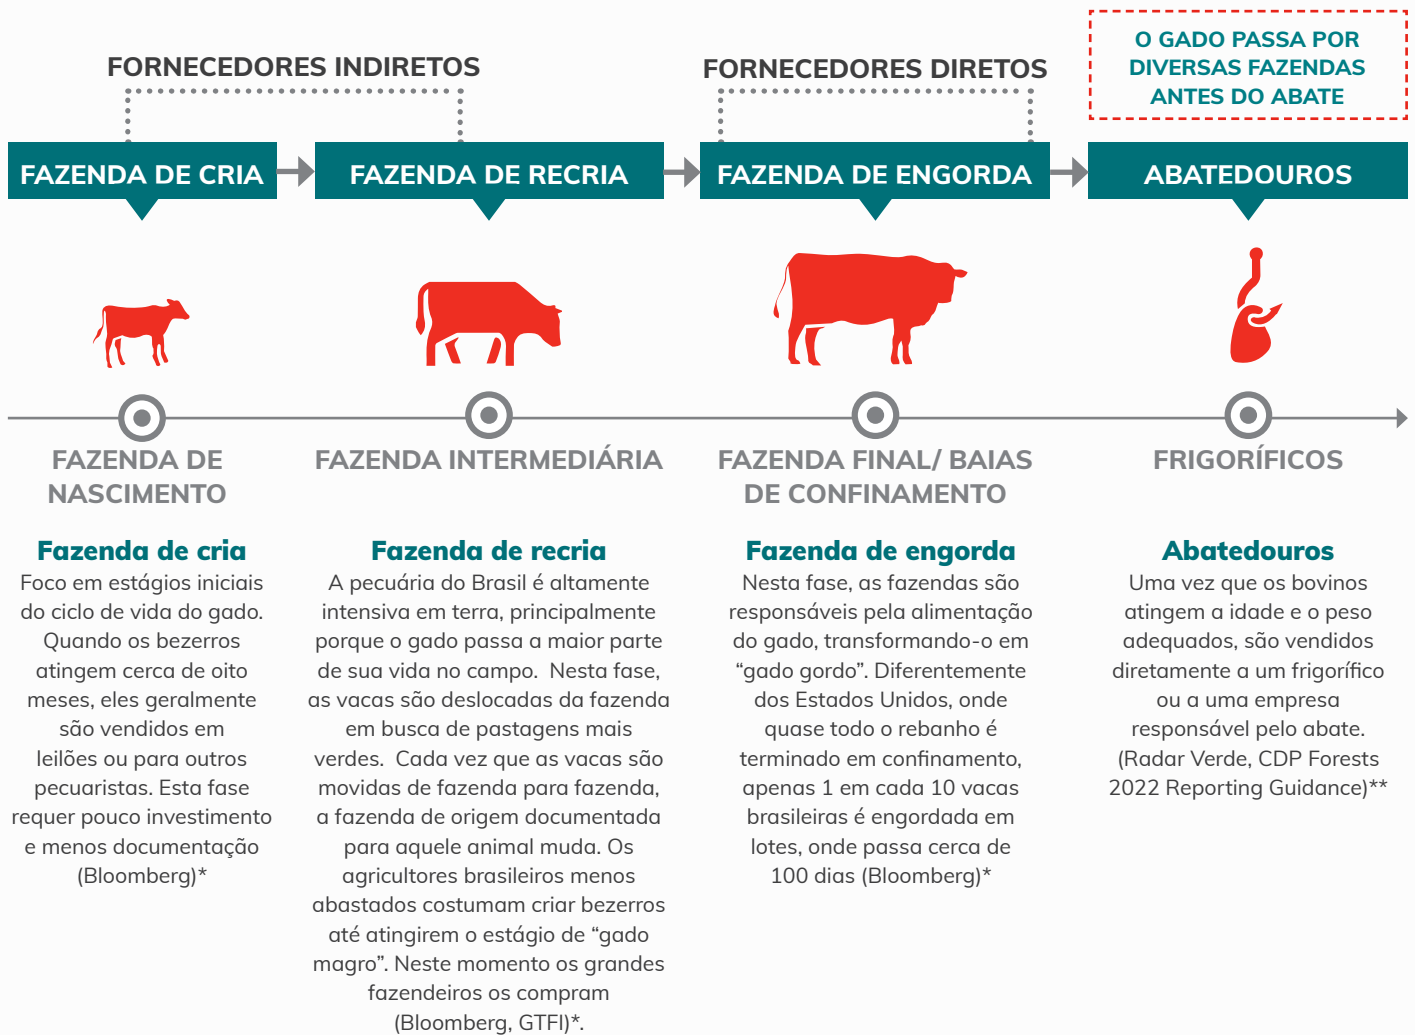 FORNECEDORES INDIRETOS
FORNECEDORES DIRETOS
O GADO PASSA POR
DIVERSAS FAZENDAS
ANTES DO ABATE
FAZENDA DE CRIA
FAZENDA DE RECRIA
FAZENDA DE ENGORDA
ABATEDOUROS
FAZENDA DE
NASCIMENTO
FAZENDA INTERMEDIÁRIA
FAZENDA FINAL/ BAIAS
DE CONFINAMENTO
FRIGORÍFICOS
Fazenda de cria
Foco em estágios iniciais
do ciclo de vida do gado.
Quando os bezerros
atingem cerca de oito
meses, eles geralmente
são vendidos em
leilões ou para outros
pecuaristas. Esta fase
requer pouco investimento
e menos documentação
(Bloomberg)*
Fazenda de recria
A pecuária do Brasil é altamente
intensiva em terra, principalmente
porque o gado passa a maior parte
de sua vida no campo. Nesta fase,
as vacas são deslocadas da fazenda
em busca de pastagens mais
verdes. Cada vez que as vacas são
movidas de fazenda para fazenda,
a fazenda de origem documentada
para aquele animal muda. Os
agricultores brasileiros menos
abastados costumam criar bezerros
até atingirem o estágio de “gado
magro”. Neste momento os grandes
fazendeiros os compram
(Bloomberg, GTFI)*.
Fazenda de engorda
Nesta fase, as fazendas são
responsáveis pela alimentação
do gado, transformando-o em
“gado gordo”. Diferentemente
dos Estados Unidos, onde
quase todo o rebanho é
terminado em confinamento,
apenas 1 em cada 10 vacas
brasileiras é engordada em
lotes, onde passa cerca de
100 dias (Bloomberg)*
Abatedouros
Uma vez que os bovinos
atingem a idade e o peso
adequados, são vendidos
diretamente a um frigorífico
ou a uma empresa
responsável pelo abate.
(Radar Verde, CDP Forests
2022 Reporting Guidance)**